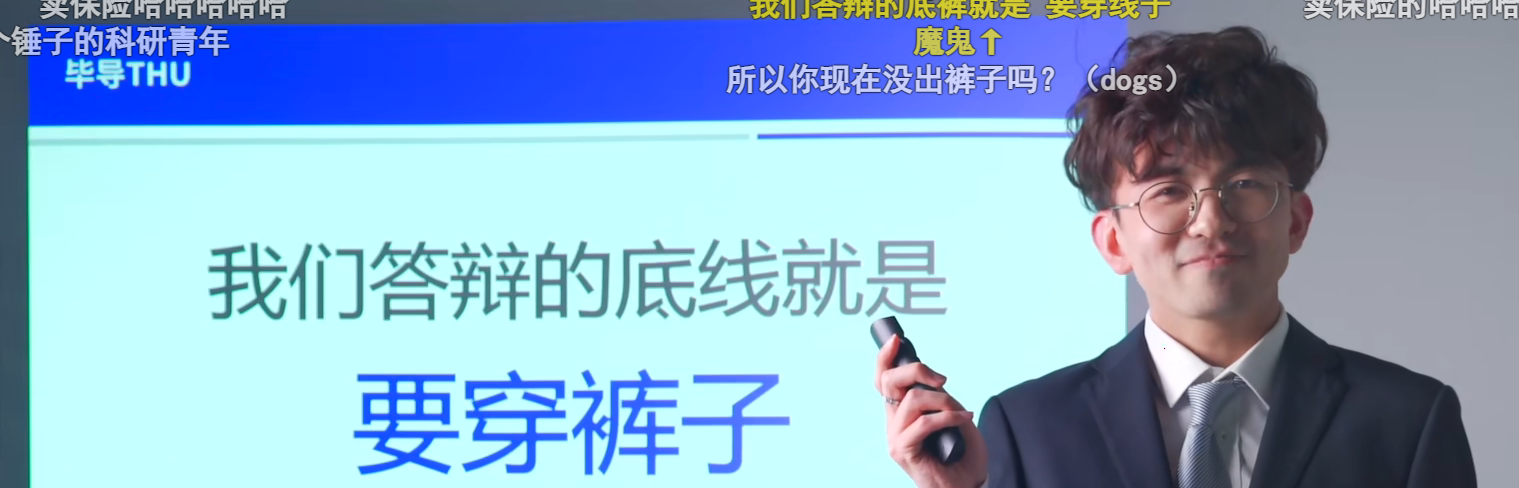 卖保险哈哈哈哈哈哈
我们答辩的底裤就是 要穿线子
卖保险的哈哈哈
个锤子的科研青年
魔鬼↑
毕导THU
所以你现在没出裤子吗？（dogs）
我们答辩的底线就是
要穿裤子